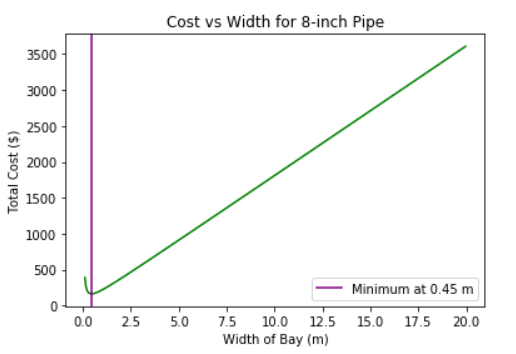 Cost vs Width for 8-inch Pipe
Total Cost ($)
3500
3000
2500
2000
1500
1000
500
0
Minimum at 0.45 m
0.0 2.5 5.0 7.5 10.0 12.5 15.0 17.5 20.0
Width of Bay (m)